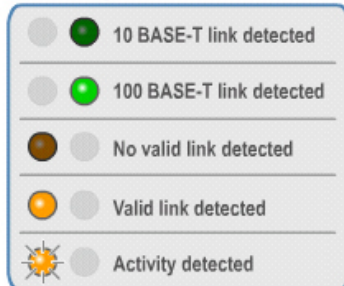 10 BASE-T link detected
100 BASE-T link detected
No valid link detected
Valid link detected
Activity detected